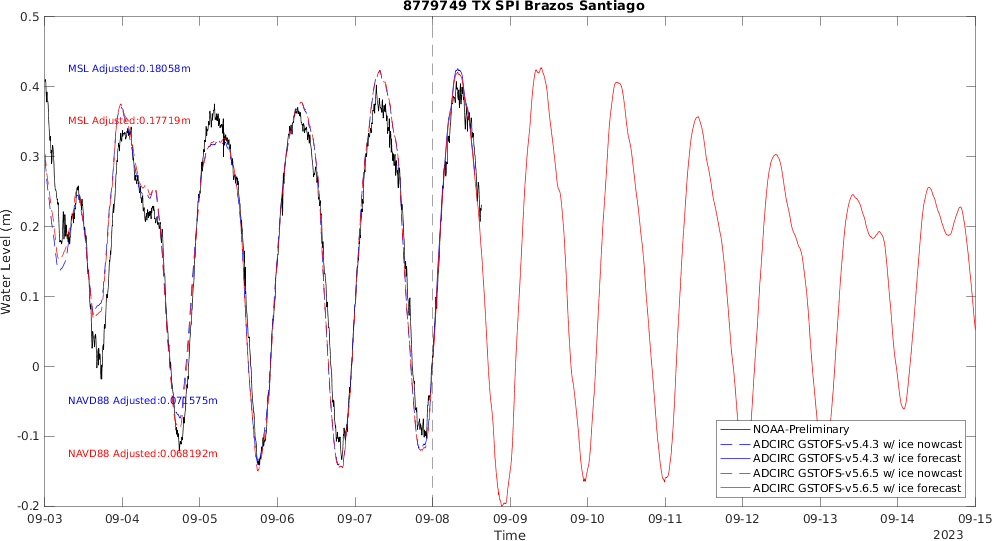 8779749 TX SPI Brazos Santiago
0.5
0.4
0.3
0.2
0.1
0
-0.1
-0.2
Water Level (m)
MSL Adjusted:0.18058m
MSL Adjusted:0.17719m
NAVD88 Adjusted:0.071575m
NAVD88 Adjusted:0.068192m
NOAA-Preliminary
ADCIRC GSTOFS-v5.4.3 w/ ice nowcast
ADCIRC GSTOFS-v5.4.3 w/ ice forecast
ADCIRC GSTOFS-v5.6.5 w/ ice nowcast
ADCIRC GSTOFS-v5.6.5 w/ ice forecast
09-03 09-04 09-05 09-06 09-07 09-08 09-09 09-10 09-11 09-12 09-13 09-14 09-15
Time
2023